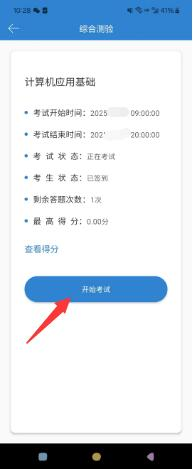 10:28
41%
综合测验
计算机应用基础
考试开始时间：2025 09:00:00
考试结束时间：202 20:00:00
考 试 状 态：正在考试
考 生 状 态：已签到
剩余答题次数：1次
最 高 得 分：0.00分
查看得分
开始考试